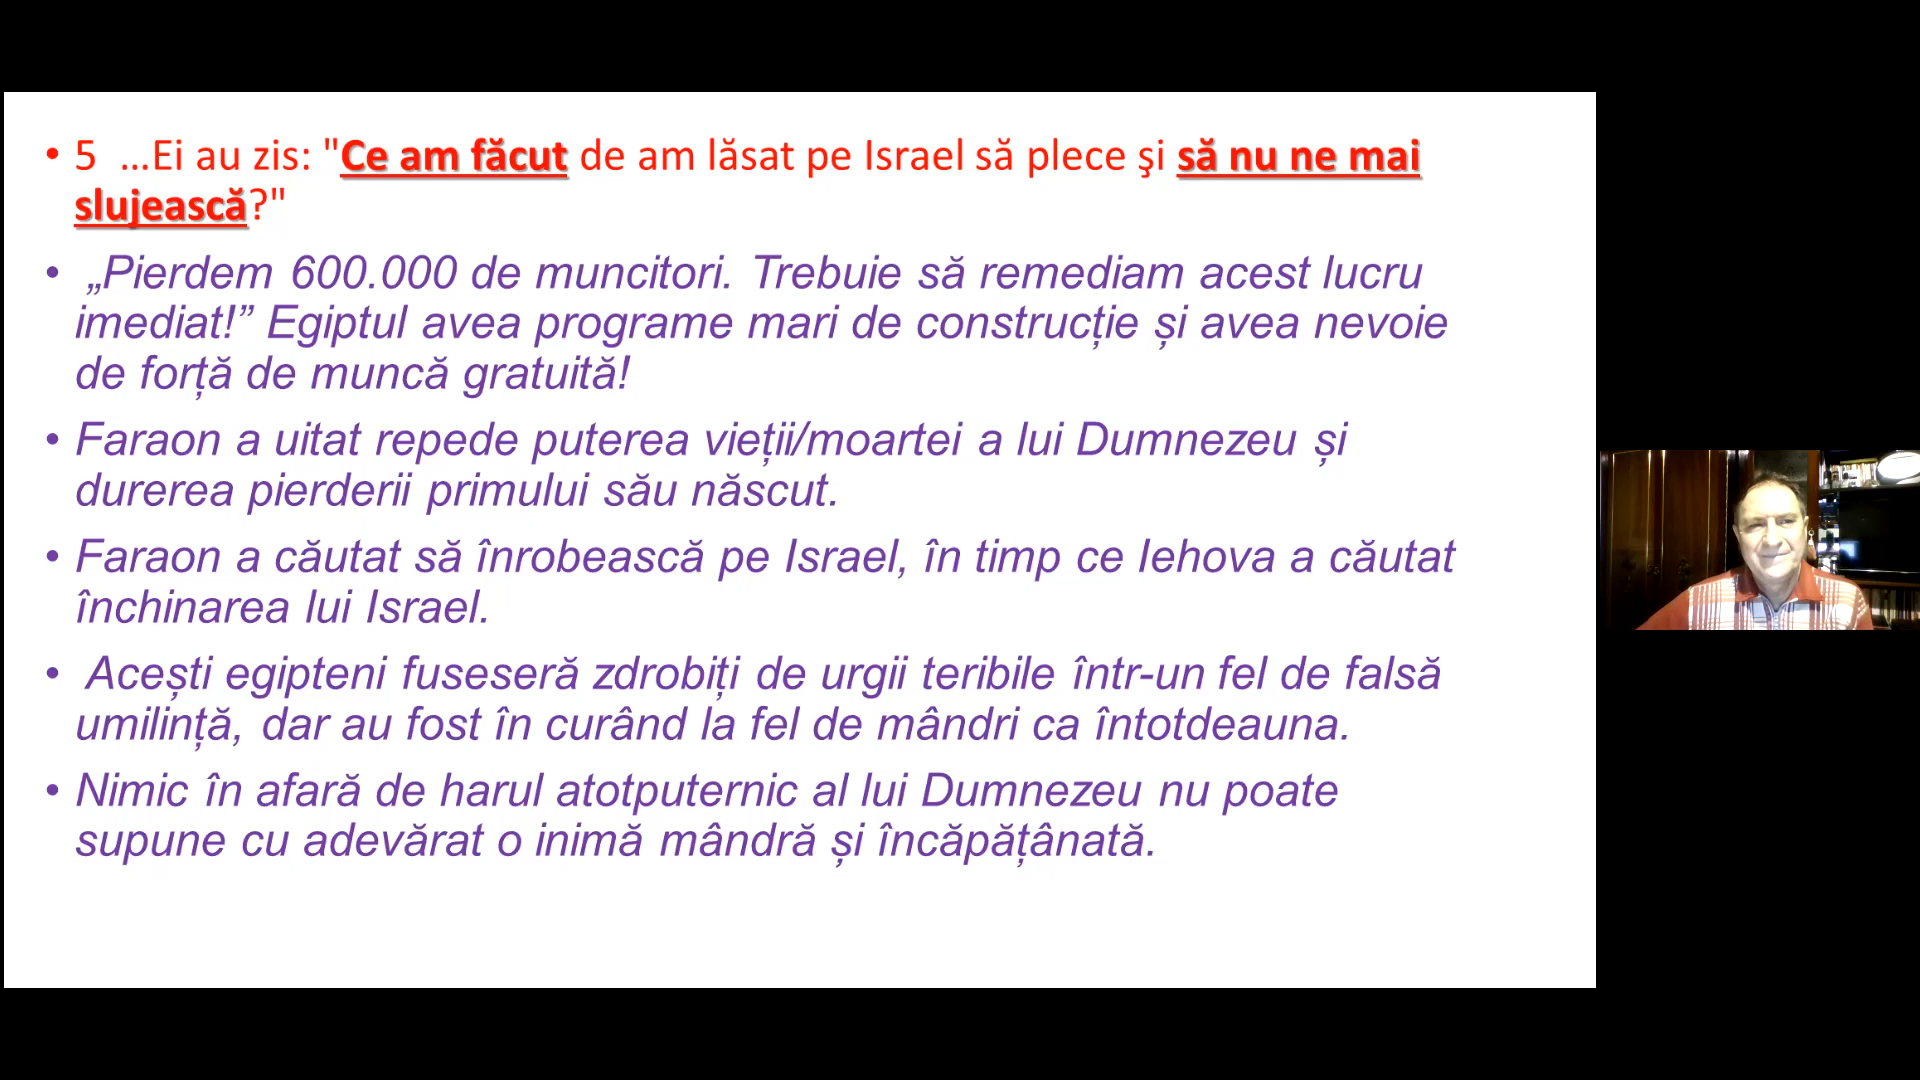 • 5 …Ei au zis: "Ce am făcut de am lăsat pe Israel să plece şi să nu ne mai
slujească?"
• „Pierdem 600.000 de muncitori. Trebuie să remediam acest lucru
imediat!” Egiptul avea programe mari de construcție și avea nevoie
de forță de muncă gratuită!
• Faraon a uitat repede puterea vieții/moartei a lui Dumnezeu și
durerea pierderii primului său născut.
• Faraon a căutat să înrobească pe Israel, în timp ce Iehova a căutat
închinarea lui Israel.
• Acești egipteni fuseseră zdrobiți de urgii teribile într-un fel de falsă
umilință, dar au fost în curând la fel de mândri ca întotdeauna.
• Nimic în afară de harul atotputernic al lui Dumnezeu nu poate
supune cu adevărat o inimă mândră și încăpățânată.